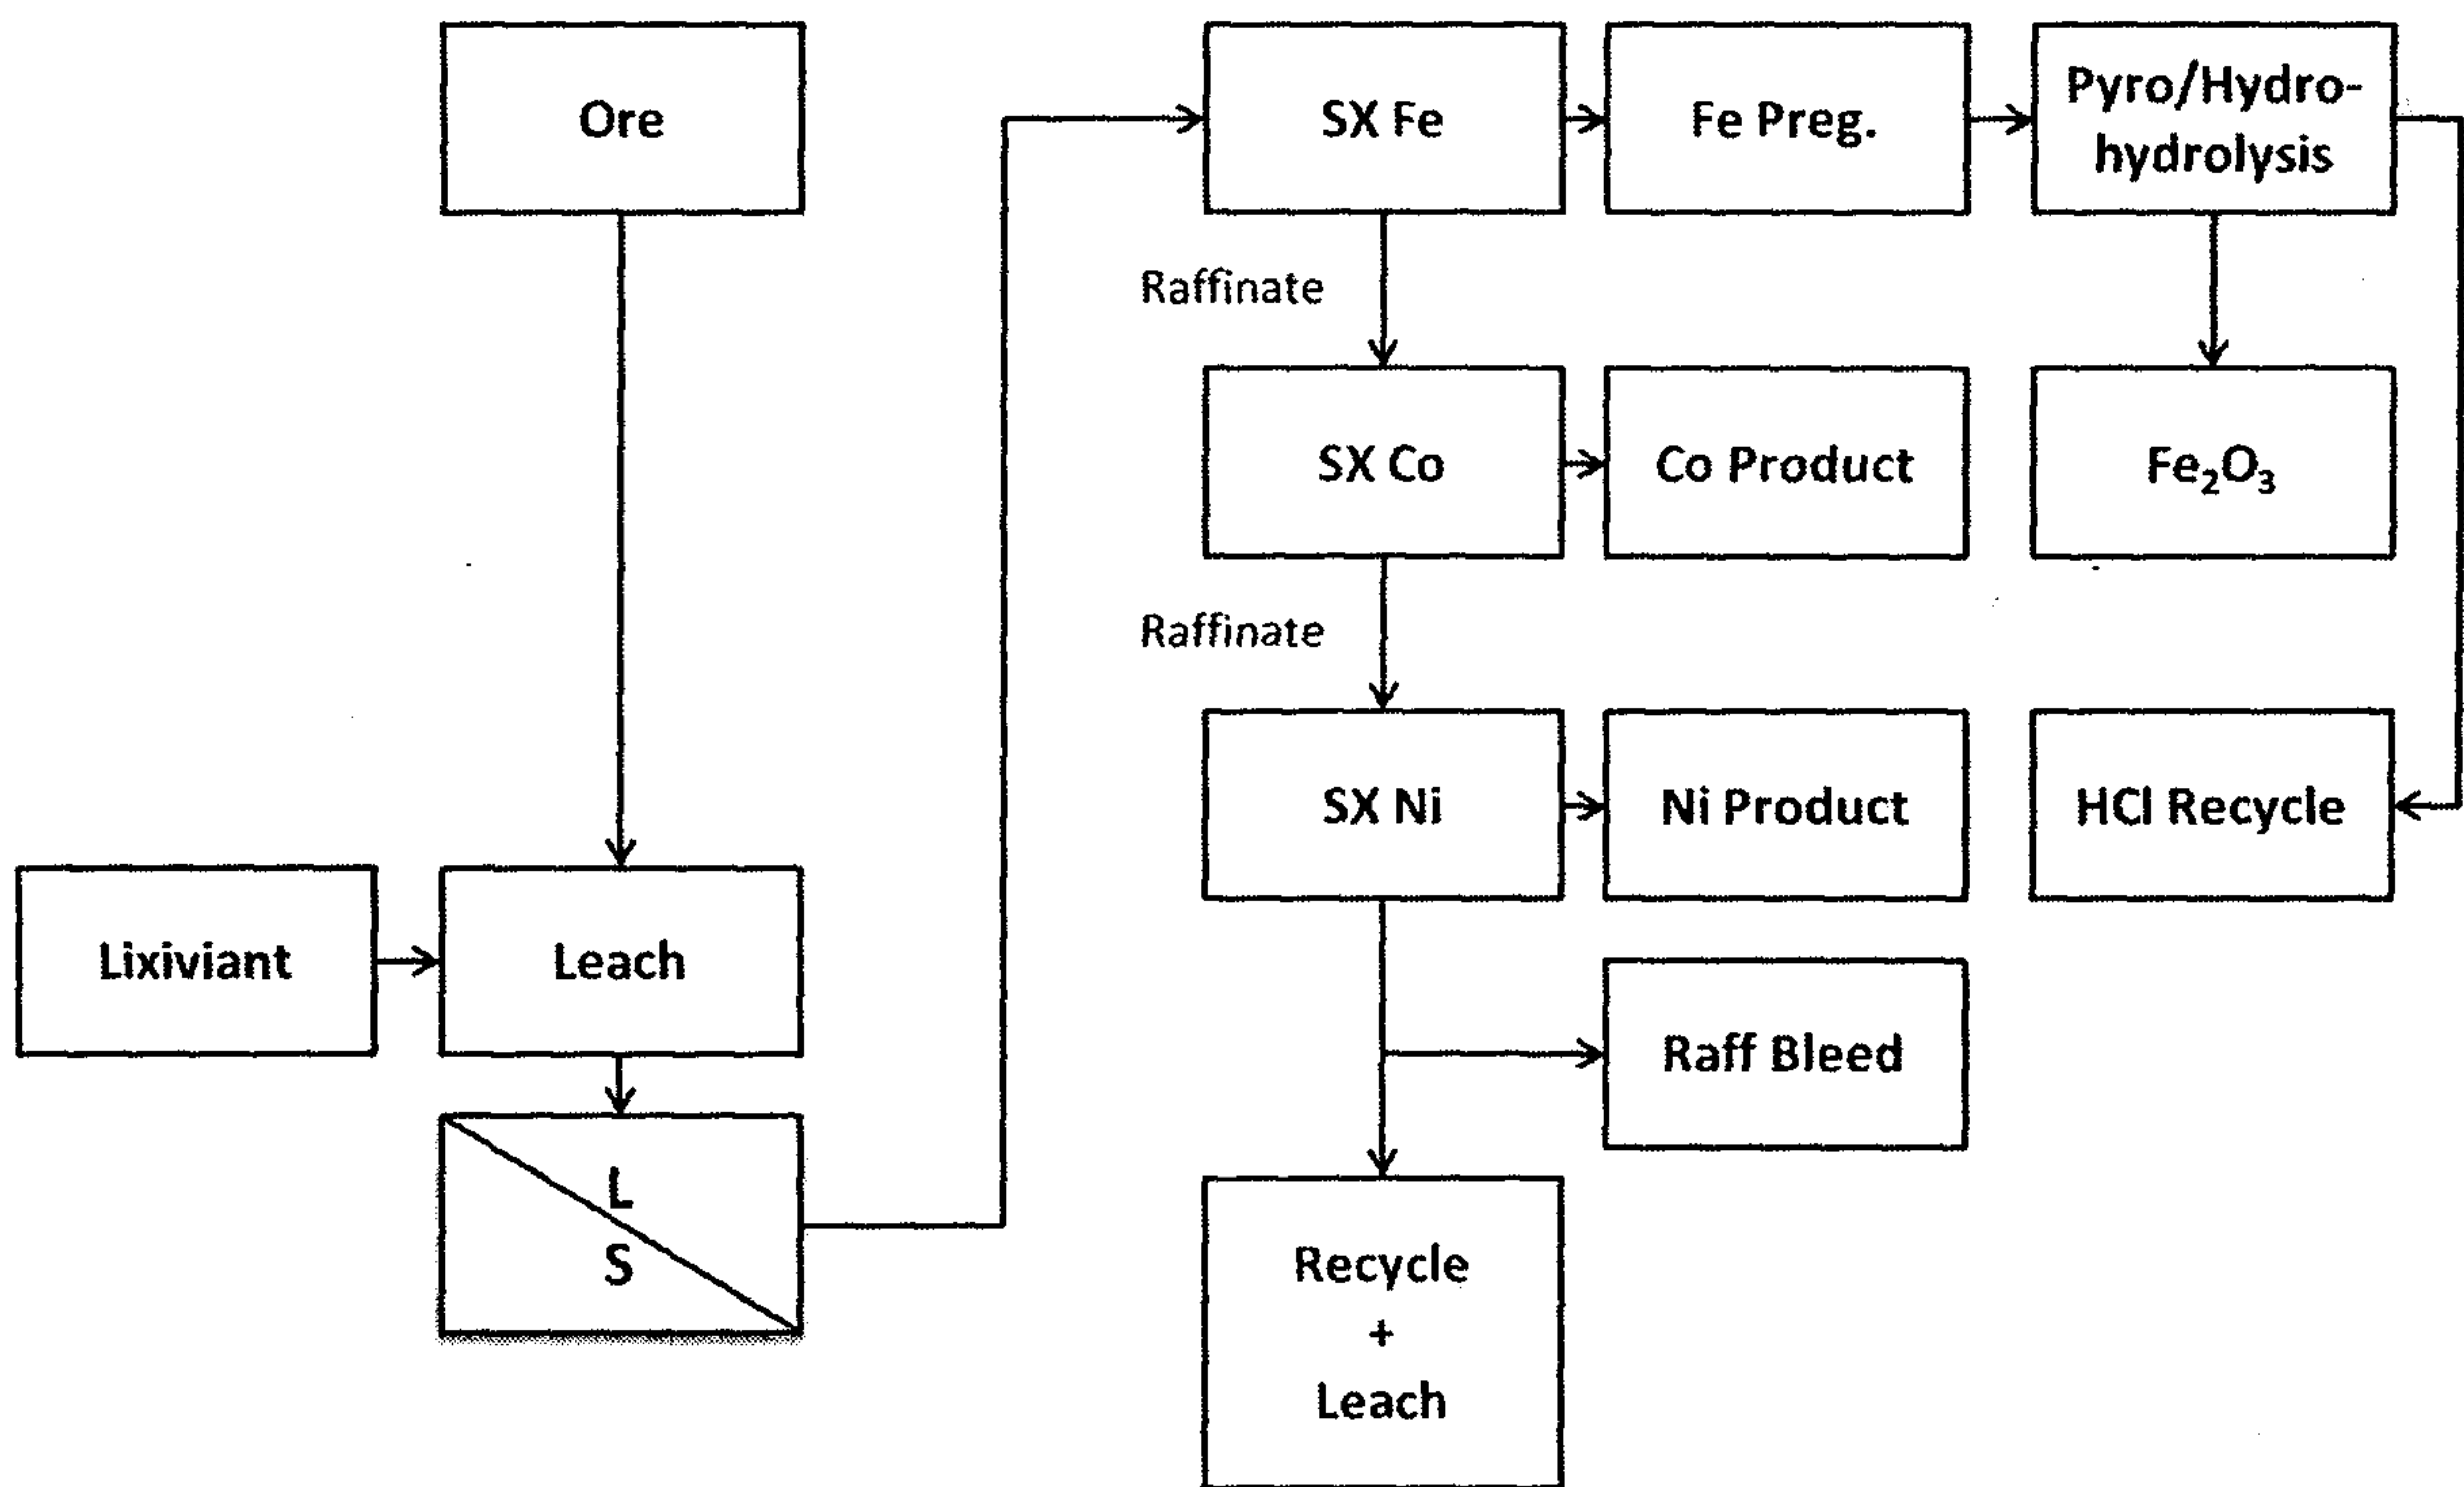 Ore
SX Fe
Fe Preg.
Pyro/Hydro-
hydrolysis
Raffinate
SX Co
Co Product
Fe₂O₃
Raffinate
SX Ni
Ni Product
HCl Recycle
Lixiviant
Leach
Raff Bleed
L
S
Recycle
+
Leach